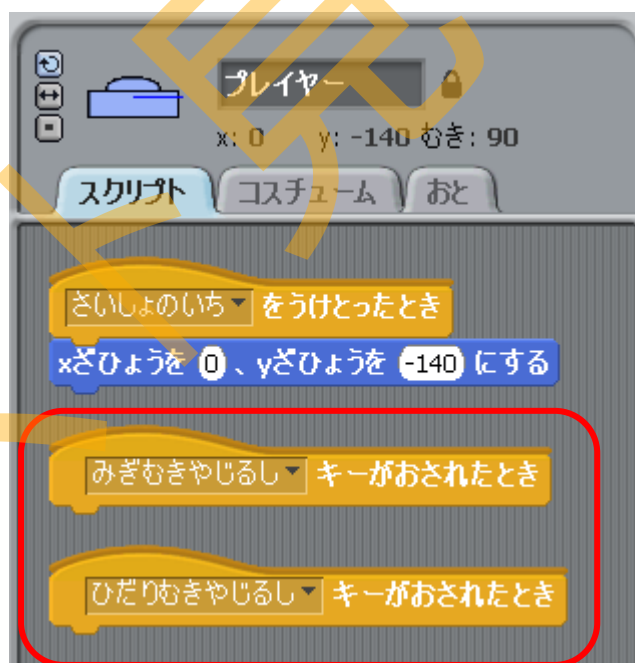 プレイヤー
x: 0 y: -140 むき: 90
スクリプト コスチューム おと
さいしょのいち をうけとったとき
xざひょうを 0 、yざひょうを -140 にする
みぎむきやじるし キーがおされたとき
ひだりむきやじるし キーがおされたとき